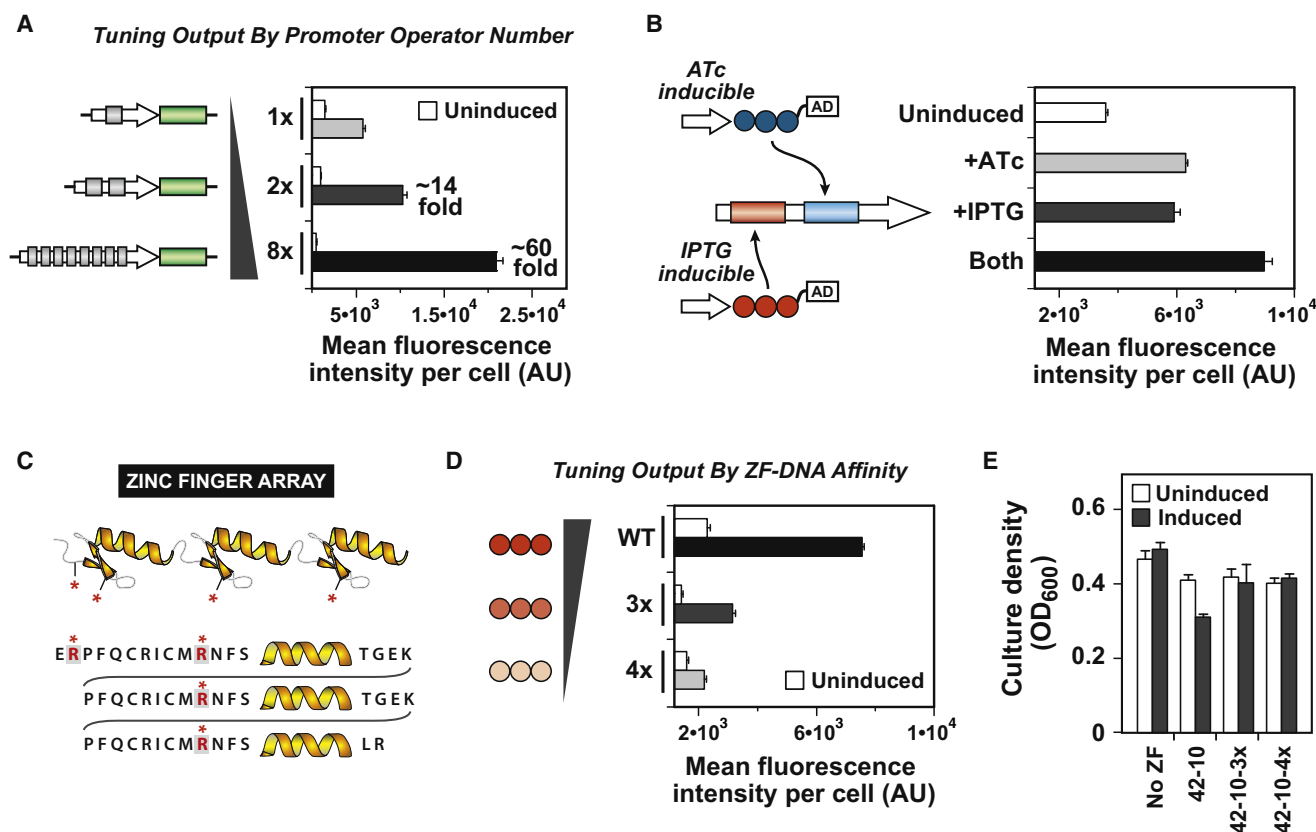 A
Tuning Output By Promoter Operator Number
1x
Uninduced
2x
~14
fold
8x
~60
fold
5•10³
1.5•10⁴
2.5•10⁴
Mean fluorescence
intensity per cell (AU)
B
ATc
inducible
AD
IPTG
inducible
AD
Uninduced
+ATc
+IPTG
Both
2•10³
6•10³
1•10⁴
Mean fluorescence
intensity per cell (AU)
C
ZINC FINGER ARRAY
*
* * *
* *
E R P F Q C R I C M R N F S T G E K
*
P F Q C R I C M R N F S T G E K
*
P F Q C R I C M R N F S L R
D
Tuning Output By ZF-DNA Affinity
WT
3x
4x
Uninduced
2•10³
6•10³
1•10⁴
Mean fluorescence
intensity per cell (AU)
E
Uninduced
Induced
Culture density
(OD₆₀₀)
0.6
0.4
0.2
0
No ZF
42-10
42-10-3x
42-10-4x